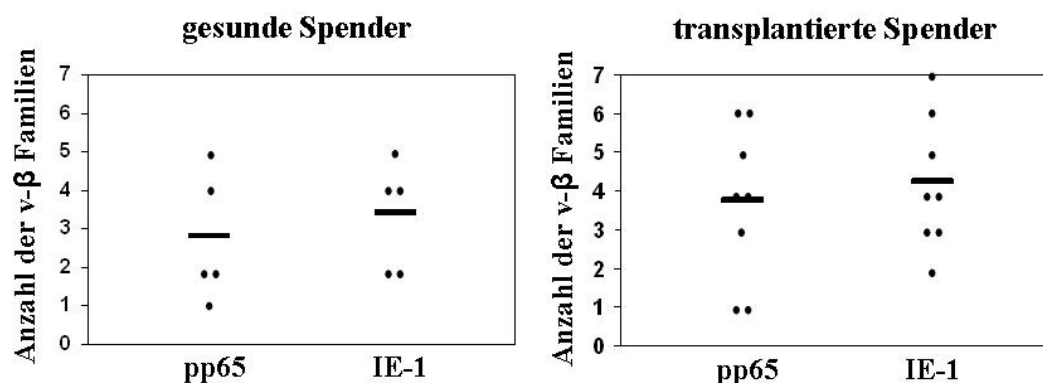 gesunde Spender
Anzahl der v-β Familien
7
6
5
4
3
2
1
0
pp65 IE-1
transplantierte Spender
Anzahl der v-β Familien
7
6
5
4
3
2
1
0
pp65 IE-1